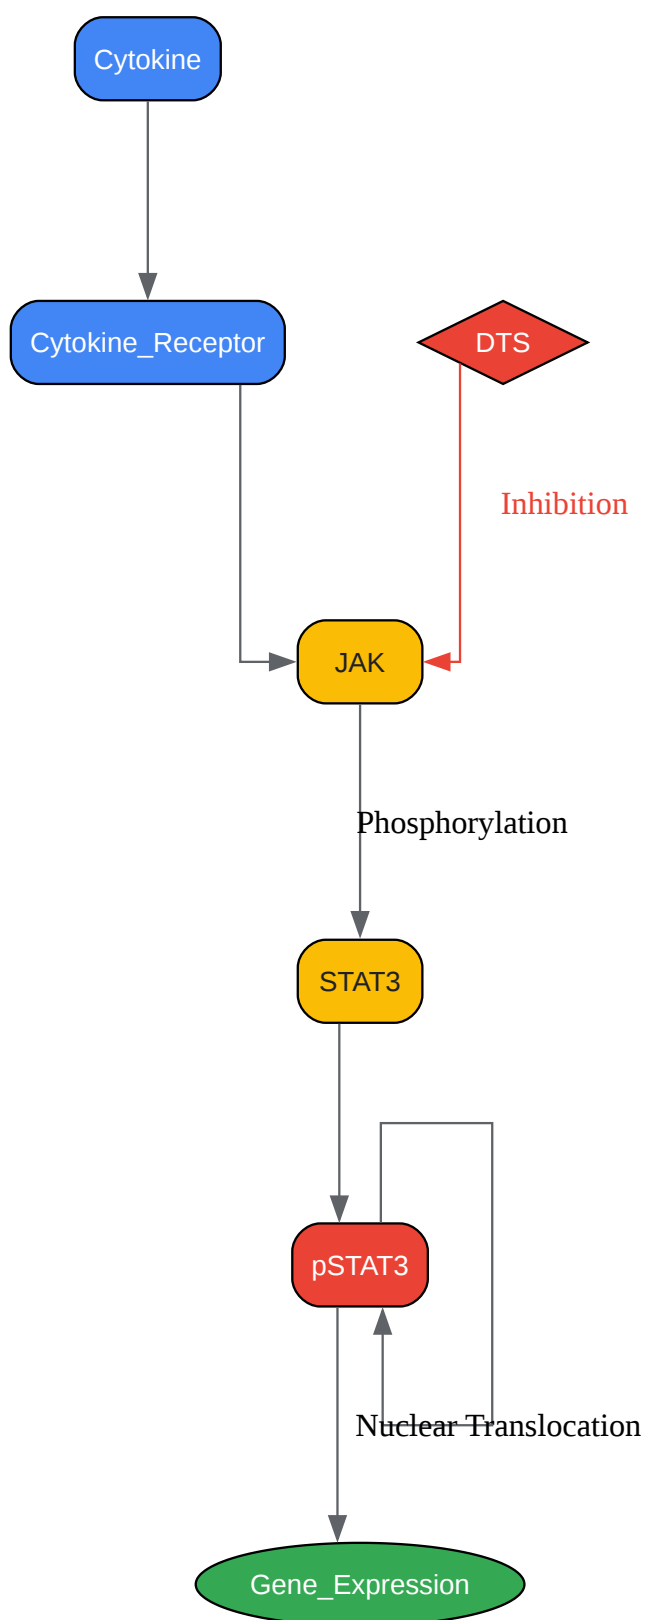 Cytokine
Cytokine_Receptor
DTS
Inhibition
JAK
Phosphorylation
STAT3
pSTAT3
Nuclear Translocation
Gene_Expression